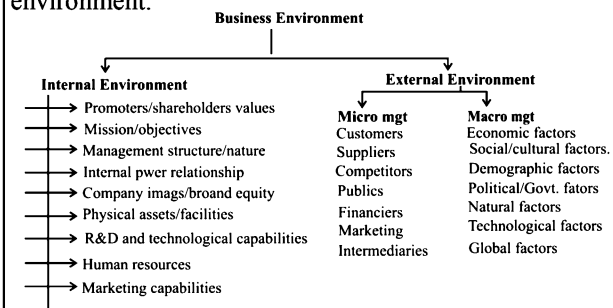 environment.
Business Environment
Internal Environment
Promoters/shareholders values
Mission/objectives
Management structure/nature
Internal pwer relationship
Company imags/broand equity
Physical assets/facilities
R&D and technological capabilities
Human resources
Marketing capabilities
External Environment
Micro mgt
Customers
Suppliers
Competitors
Publics
Financiers
Marketing
Intermediaries
Macro mgt
Economic factors
Social/cultural factors.
Demographic factors
Political/Govt. fators
Natural factors
Technological factors
Global factors